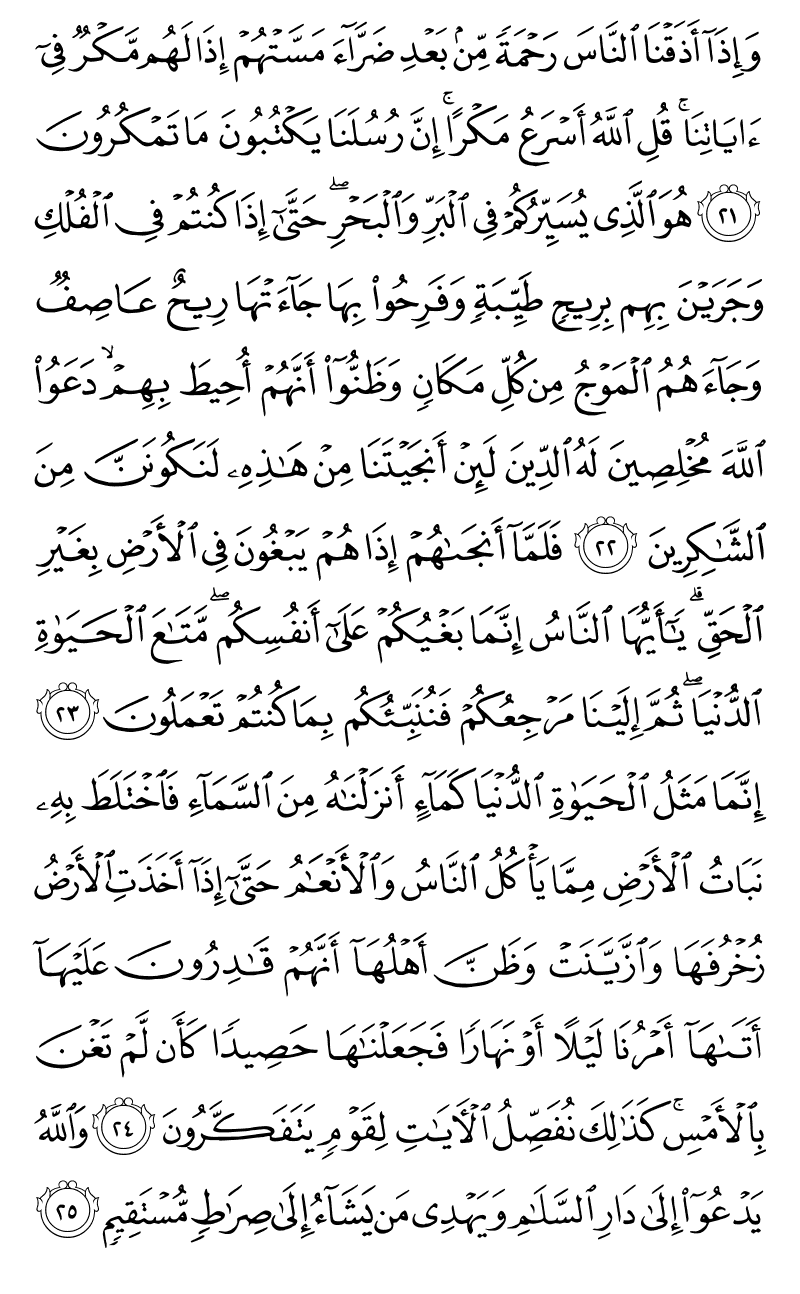 وَإِذَآ أَذَقْنَا ٱلنَّاسَ رَحْمَةً مِّنۢ بَعْدِ ضَرَّآءَ مَسَّتْهُمْ إِذَا لَهُم مَّكْرٌ فِىٓ
ءَايَاتِنَا ۚ قُلِ ٱللَّهُ أَسْرَعُ مَكْرًا ۚ إِنَّ رُسُلَنَا يَكْتُبُونَ مَا تَمْكُرُونَ
٢١ هُوَ ٱلَّذِى يُسَيِّرُكُمْ فِى ٱلْبَرِّ وَٱلْبَحْرِ ۖ حَتَّىٰٓ إِذَا كُنتُمْ فِى ٱلْفُلْكِ
وَجَرَيْنَ بِهِم بِرِيحٍ طَيِّبَةٍ وَفَرِحُوا۟ بِهَا جَآءَتْهَا رِيحٌ عَاصِفٌ
وَجَآءَهُمُ ٱلْمَوْجُ مِن كُلِّ مَكَانٍ وَظَنُّوٓا۟ أَنَّهُمْ أُحِيطَ بِهِمْ ۙ دَعَوُا۟
ٱللَّهَ مُخْلِصِينَ لَهُ ٱلدِّينَ لَئِنْ أَنجَيْتَنَا مِنْ هَـٰذِهِۦ لَنَكُونَنَّ مِنَ
ٱلشَّـٰكِرِينَ ٢٢ فَلَمَّآ أَنجَىٰهُمْ إِذَا هُمْ يَبْغُونَ فِى ٱلْأَرْضِ بِغَيْرِ
ٱلْحَقِّ ۗ يَـٰٓأَيُّهَا ٱلنَّاسُ إِنَّمَا بَغْيُكُمْ عَلَىٰٓ أَنفُسِكُم ۖ مَّتَـٰعَ ٱلْحَيَوٰةِ
ٱلدُّنْيَا ۖ ثُمَّ إِلَيْنَا مَرْجِعُكُمْ فَنُنَبِّئُكُم بِمَا كُنتُمْ تَعْمَلُونَ ٢٣
إِنَّمَا مَثَلُ ٱلْحَيَوٰةِ ٱلدُّنْيَا كَمَآءٍ أَنزَلْنَـٰهُ مِنَ ٱلسَّمَآءِ فَٱخْتَلَطَ بِهِۦ
نَبَاتُ ٱلْأَرْضِ مِمَّا يَأْكُلُ ٱلنَّاسُ وَٱلْأَنْعَـٰمُ حَتَّىٰٓ إِذَآ أَخَذَتِ ٱلْأَرْضُ
زُخْرُفَهَا وَٱزَّيَّنَتْ وَظَنَّ أَهْلُهَآ أَنَّهُمْ قَـٰدِرُونَ عَلَيْهَآ
أَتَىٰهَآ أَمْرُنَا لَيْلًا أَوْ نَهَارًا فَجَعَلْنَـٰهَا حَصِيدًا كَأَن لَّمْ تَغْنَ
بِٱلْأَمْسِ ۚ كَذَٰلِكَ نُفَصِّلُ ٱلْـَٔايَـٰتِ لِقَوْمٍ يَتَفَكَّرُونَ ٢٤ وَٱللَّهُ
يَدْعُوٓا۟ إِلَىٰ دَارِ ٱلسَّلَـٰمِ وَيَهْدِى مَن يَشَآءُ إِلَىٰ صِرَٰطٍ مُّسْتَقِيمٍ ٢٥